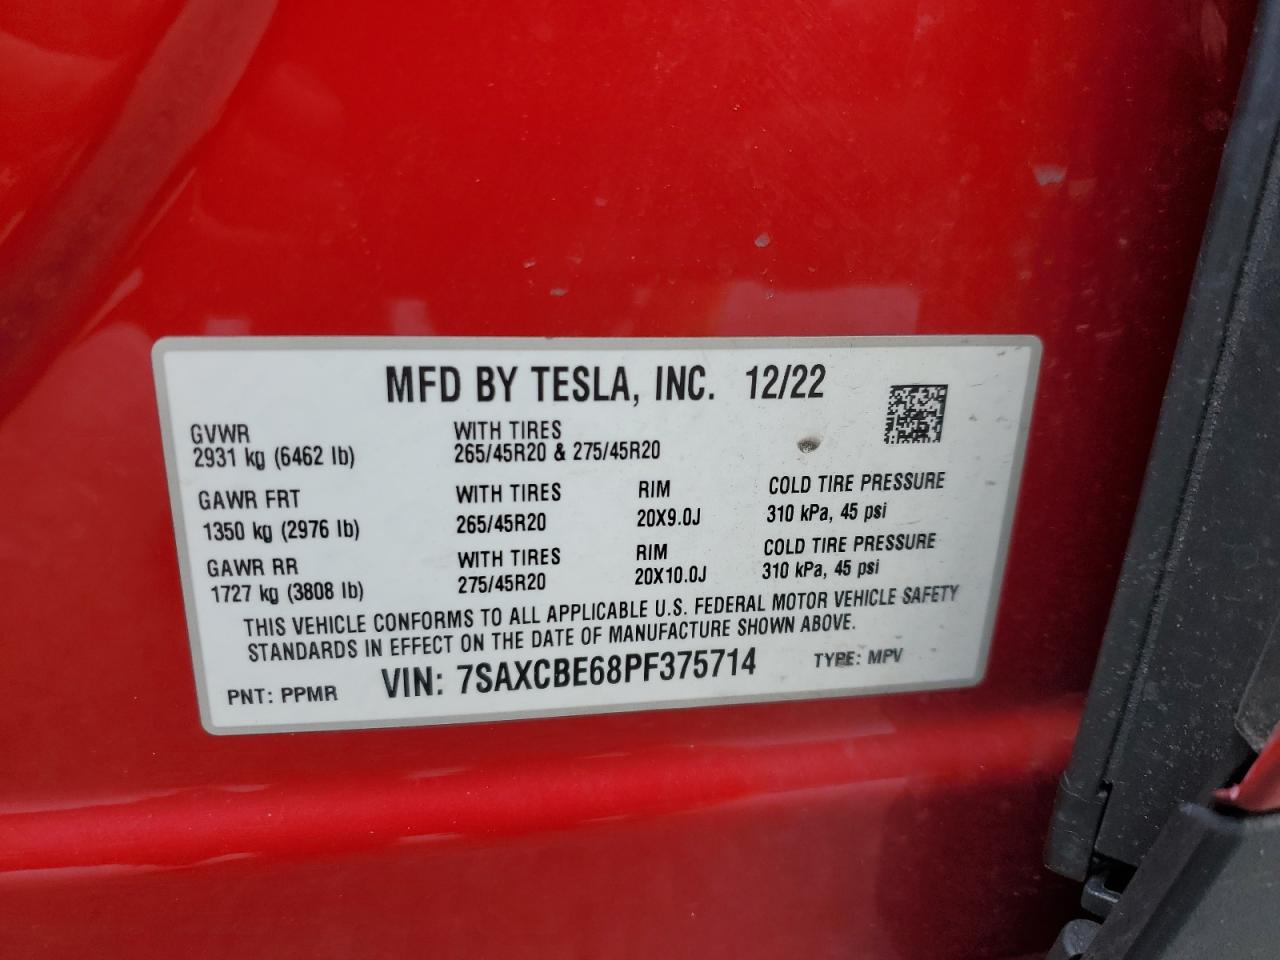 MFD BY TESLA, INC. 12/22
GVWR
2931 kg (6462 lb)
WITH TIRES
265/45R20 & 275/45R20
GAWR FRT
1350 kg (2976 lb)
WITH TIRES
265/45R20
RIM
20X9.0J
COLD TIRE PRESSURE
310 kPa, 45 psi
GAWR RR
1727 kg (3808 lb)
WITH TIRES
275/45R20
RIM
20X10.0J
COLD TIRE PRESSURE
310 kPa, 45 psi
THIS VEHICLE CONFORMS TO ALL APPLICABLE U.S. FEDERAL MOTOR VEHICLE SAFETY
STANDARDS IN EFFECT ON THE DATE OF MANUFACTURE SHOWN ABOVE.
PNT: PPMR
VIN: 7SAXCBE68PF375714
TYPE: MPV